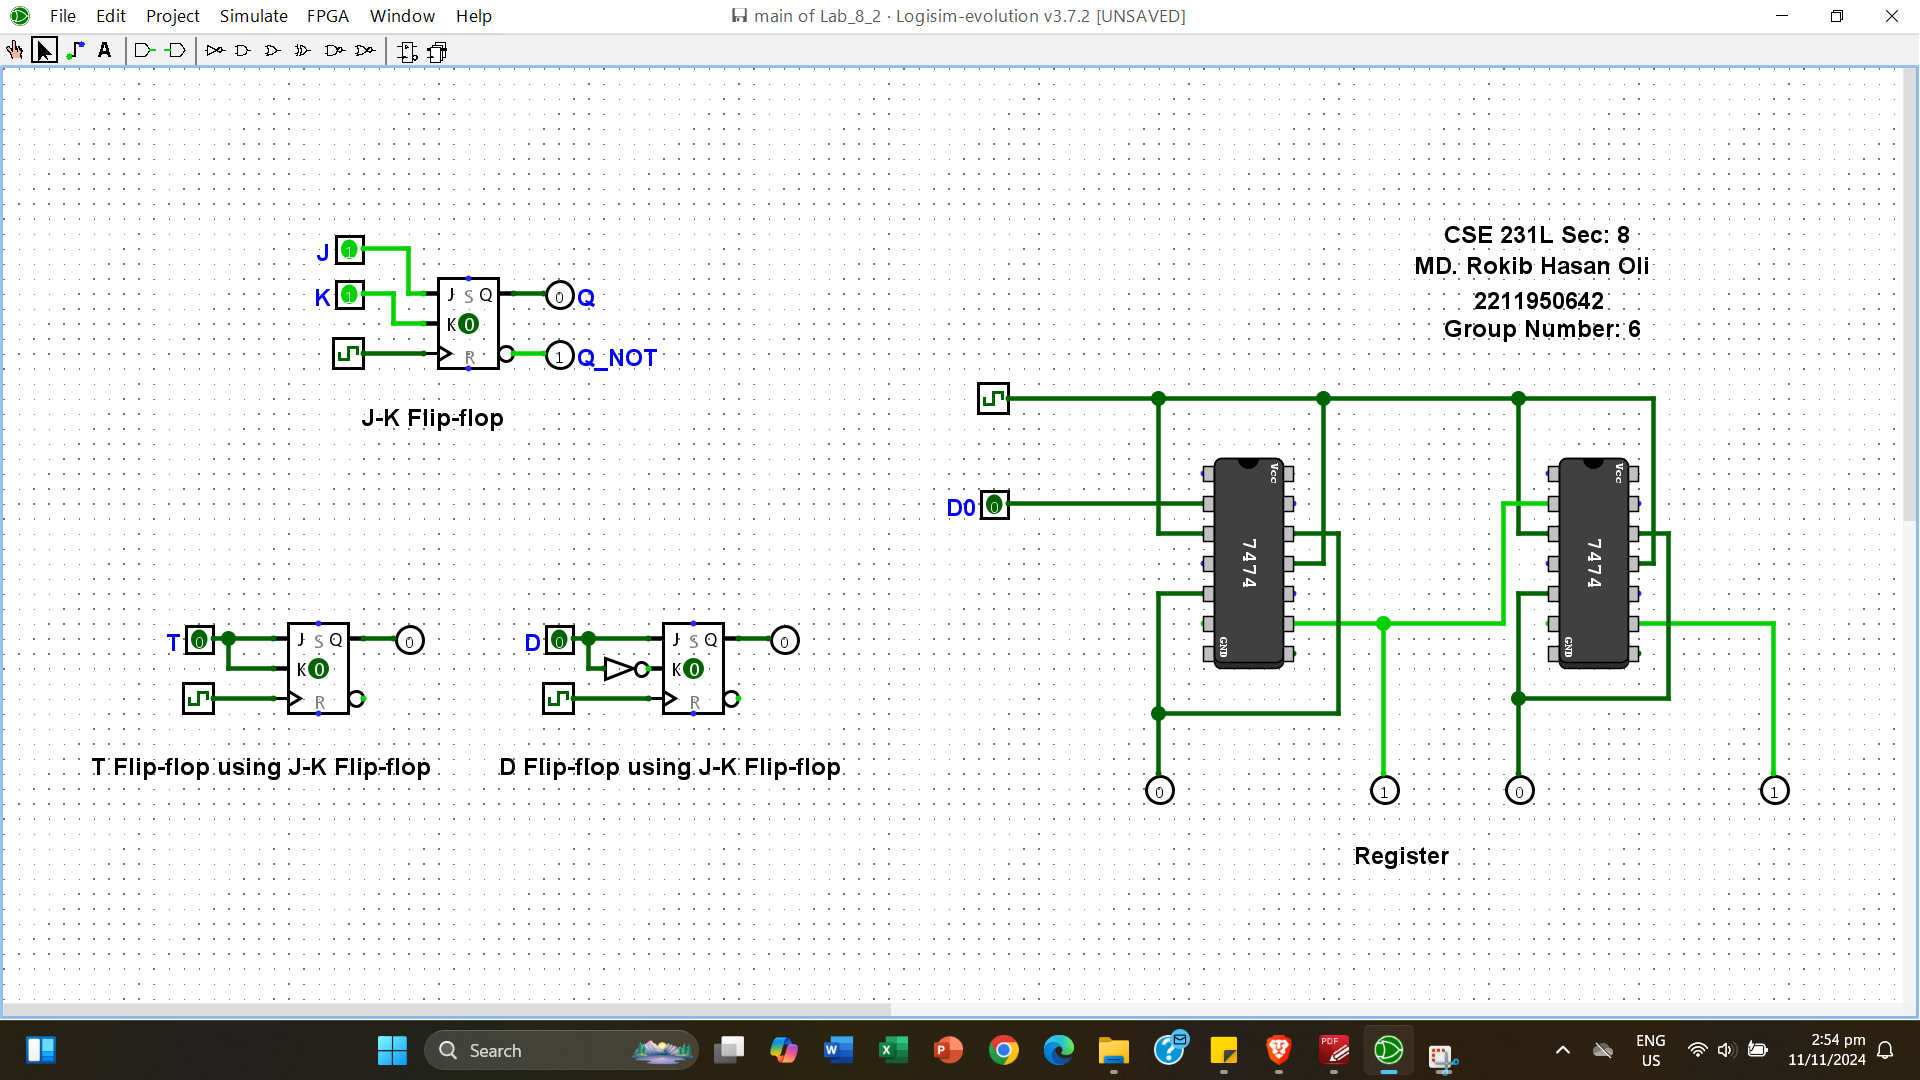 File Edit Project Simulate FPGA Window Help
main of Lab_8_2 · Logisim-evolution v3.7.2 [UNSAVED]
A
CSE 231L Sec: 8
MD. Rokib Hasan Oli
2211950642
Group Number: 6
J 1
K 1
J S Q
K 0
R
0 Q
1 Q_NOT
J-K Flip-flop
D0 0
Vcc
7474
GND
Vcc
7474
GND
T 0
J S Q
K 0
R
0
D 0
J S Q
K 0
R
0
T Flip-flop using J-K Flip-flop
D Flip-flop using J-K Flip-flop
0 1 0 1
Register
Search
PDF
ENG
US
2:54 pm
11/11/2024